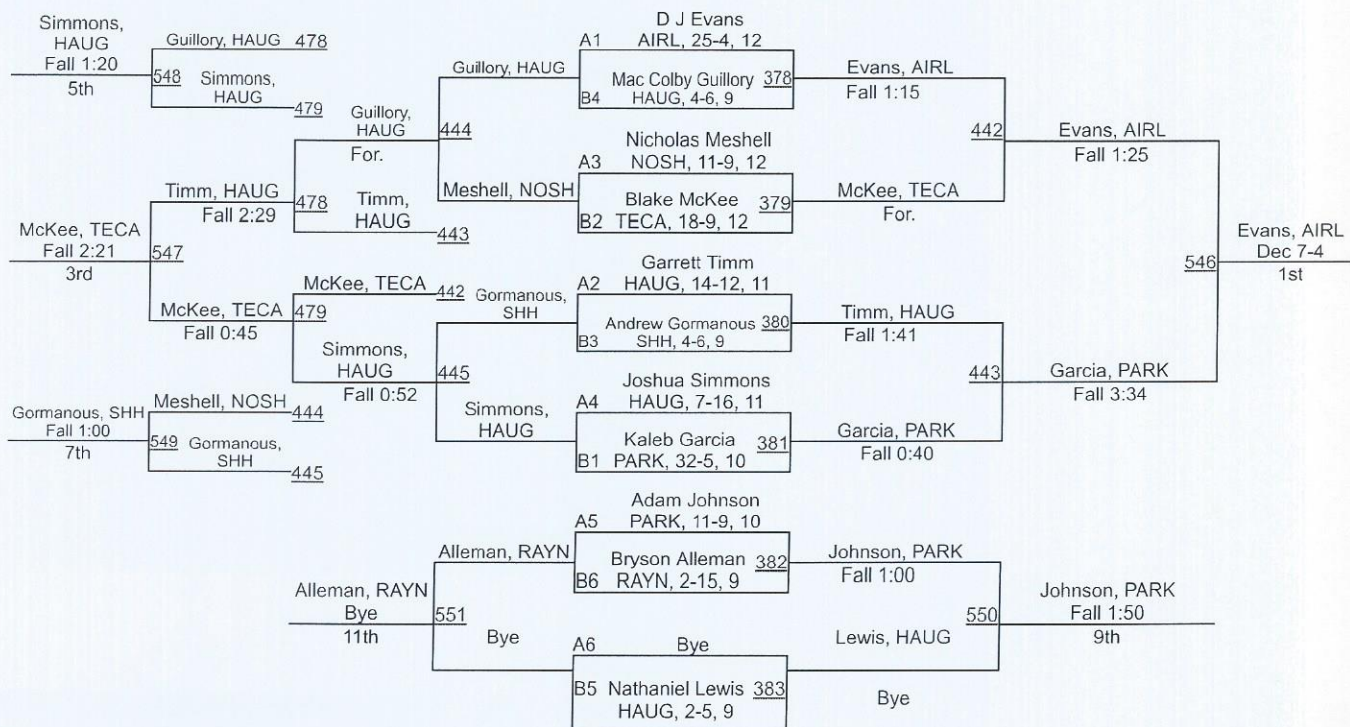 Simmons,
HAUG
Fall 1:20
5th
Guillory, HAUG 478
548
Simmons,
HAUG
479
Guillory,
HAUG
For.
Timm, HAUG
Fall 2:29
478
Timm,
HAUG
443
McKee, TECA
Fall 2:21
3rd
547
McKee, TECA
Fall 0:45
479
McKee, TECA
442
Simmons,
HAUG
Fall 0:52
Gormanous, SHH
Fall 1:00
7th
Meshell, NOSH 444
549
Gormanous,
SHH
445
Guillory, HAUG
444
Meshell, NOSH
Gormanous,
SHH
445
Simmons,
HAUG
D J Evans
A1 AIRL, 25-4, 12
Mac Colby Guillory 378
B4 HAUG, 4-6, 9
Nicholas Meshell
A3 NOSH, 11-9, 12
Blake McKee 379
B2 TECA, 18-9, 12
Garrett Timm
A2 HAUG, 14-12, 11
Andrew Gormanous 380
B3 SHH, 4-6, 9
Joshua Simmons
A4 HAUG, 7-16, 11
Kaleb Garcia 381
B1 PARK, 32-5, 10
Evans, AIRL
Fall 1:15
442
McKee, TECA
For.
Timm, HAUG
Fall 1:41
443
Garcia, PARK
Fall 0:40
Evans, AIRL
Fall 1:25
Garcia, PARK
Fall 3:34
546
Evans, AIRL
Dec 7-4
1st
Adam Johnson
A5 PARK, 11-9, 10
Bryson Alleman 382
B6 RAYN, 2-15, 9
A6 Bye
B5 Nathaniel Lewis 383
HAUG, 2-5, 9
Alleman, RAYN
Alleman, RAYN
Bye
11th
551
Bye
Johnson, PARK
Fall 1:00
550
Lewis, HAUG
Bye
Johnson, PARK
Fall 1:50
9th